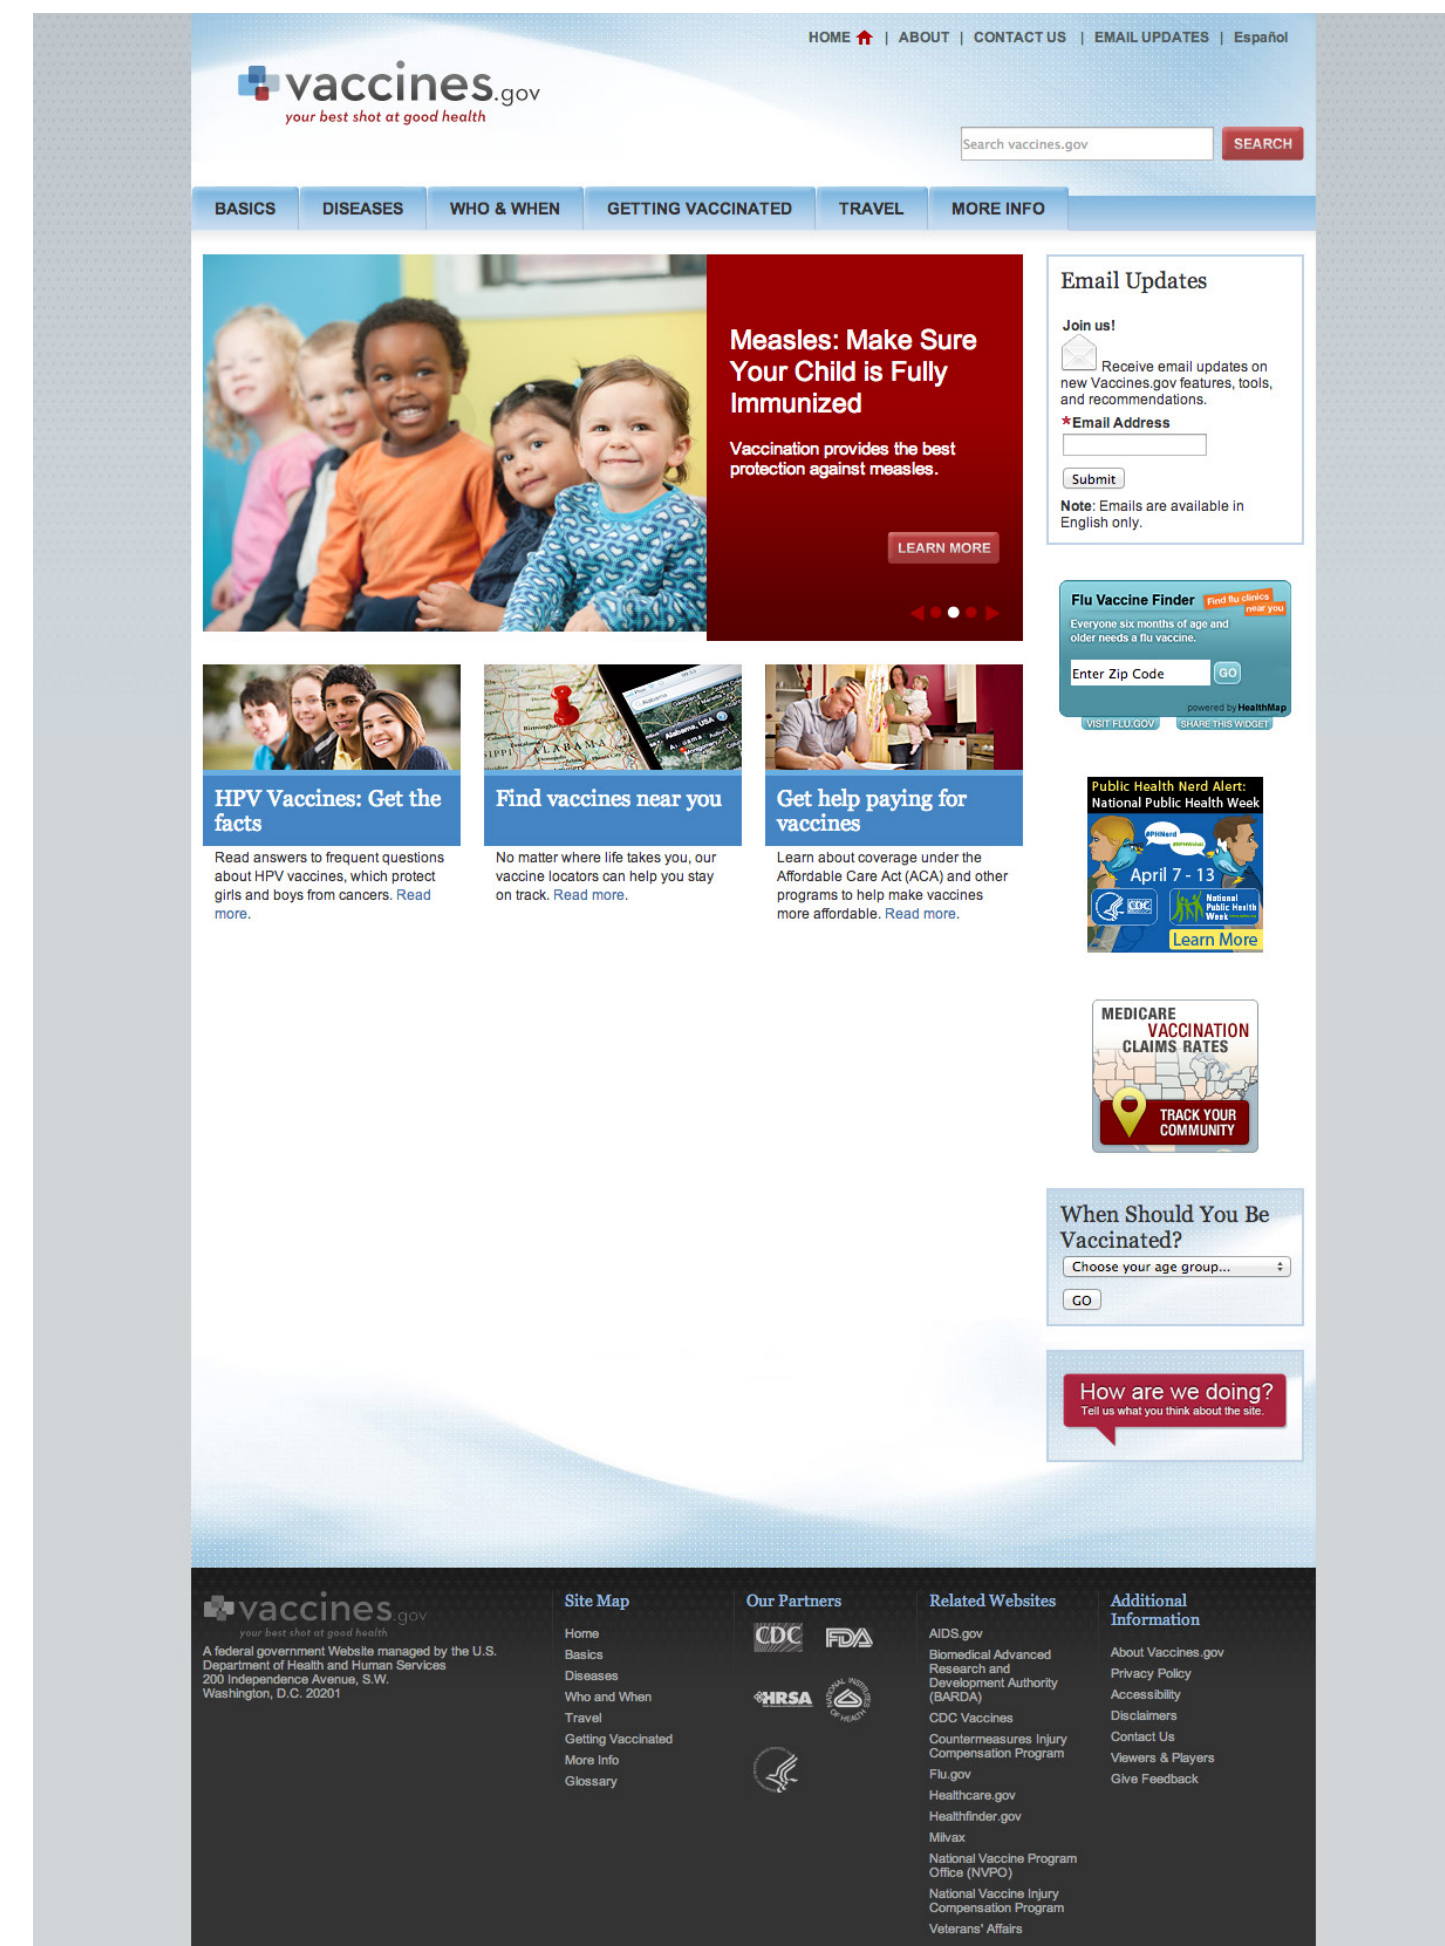 HOME | ABOUT | CONTACT US | EMAIL UPDATES | Español
vaccines.gov
your best shot at good health
Search vaccines.gov
SEARCH
BASICS DISEASES WHO & WHEN GETTING VACCINATED TRAVEL MORE INFO
Measles: Make Sure
Your Child is Fully
Immunized
Vaccination provides the best
protection against measles.
LEARN MORE
Email Updates
Join us!
Receive email updates on
new Vaccines.gov features, tools,
and recommendations.
*Email Address
Submit
Note: Emails are available in
English only.
Flu Vaccine Finder
Find flu clinics
near you
Everyone six months of age and
older needs a flu vaccine.
Enter Zip Code
GO
powered by HealthMap
VISIT FLU.GOV
SHARE THIS WIDGET
Birmingham
ALABAMA
Alabama, USA
HPV Vaccines: Get the
facts
Read answers to frequent questions
about HPV vaccines, which protect
girls and boys from cancers. Read
more.
Find vaccines near you
No matter where life takes you, our
vaccine locators can help you stay
on track. Read more.
Get help paying for
vaccines
Learn about coverage under the
Affordable Care Act (ACA) and other
programs to help make vaccines
more affordable. Read more.
Public Health Nerd Alert:
National Public Health Week
#PHNerd
April 7 - 13
CDC
National
Public Health
Week
Learn More
MEDICARE
VACCINATION
CLAIMS RATES
TRACK YOUR
COMMUNITY
When Should You Be
Vaccinated?
Choose your age group...
GO
How are we doing?
Tell us what you think about the site.
vaccines.gov
your best shot at good health
A federal government Website managed by the U.S.
Department of Health and Human Services
200 Independence Avenue, S.W.
Washington, D.C. 20201
Site Map
Home
Basics
Diseases
Who and When
Travel
Getting Vaccinated
More Info
Glossary
Our Partners
CDC
FDA
HRSA
NATIONAL INSTITUTES
OF HEALTH
Related Websites
AIDS.gov
Biomedical Advanced
Research and
Development Authority
(BARDA)
CDC Vaccines
Countermeasures Injury
Compensation Program
Flu.gov
Healthcare.gov
Healthfinder.gov
Milvax
National Vaccine Program
Office (NVPO)
National Vaccine Injury
Compensation Program
Veterans' Affairs
Additional
Information
About Vaccines.gov
Privacy Policy
Accessibility
Disclaimers
Contact Us
Viewers & Players
Give Feedback